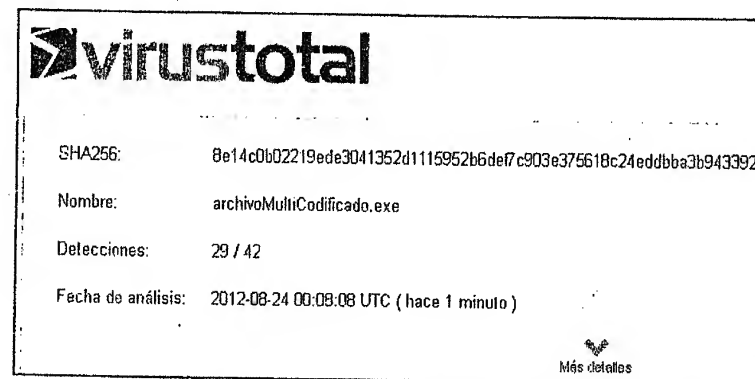 virustotal
SHA256: 8e14c0b02219ede3041352d1115952b6def7c903e375618c24eddbba3b943392
Nombre: archivoMultiCodificado.exe
Detecciones: 29 / 42
Fecha de análisis: 2012-08-24 00:08:08 UTC ( hace 1 minuto )
Más detalles